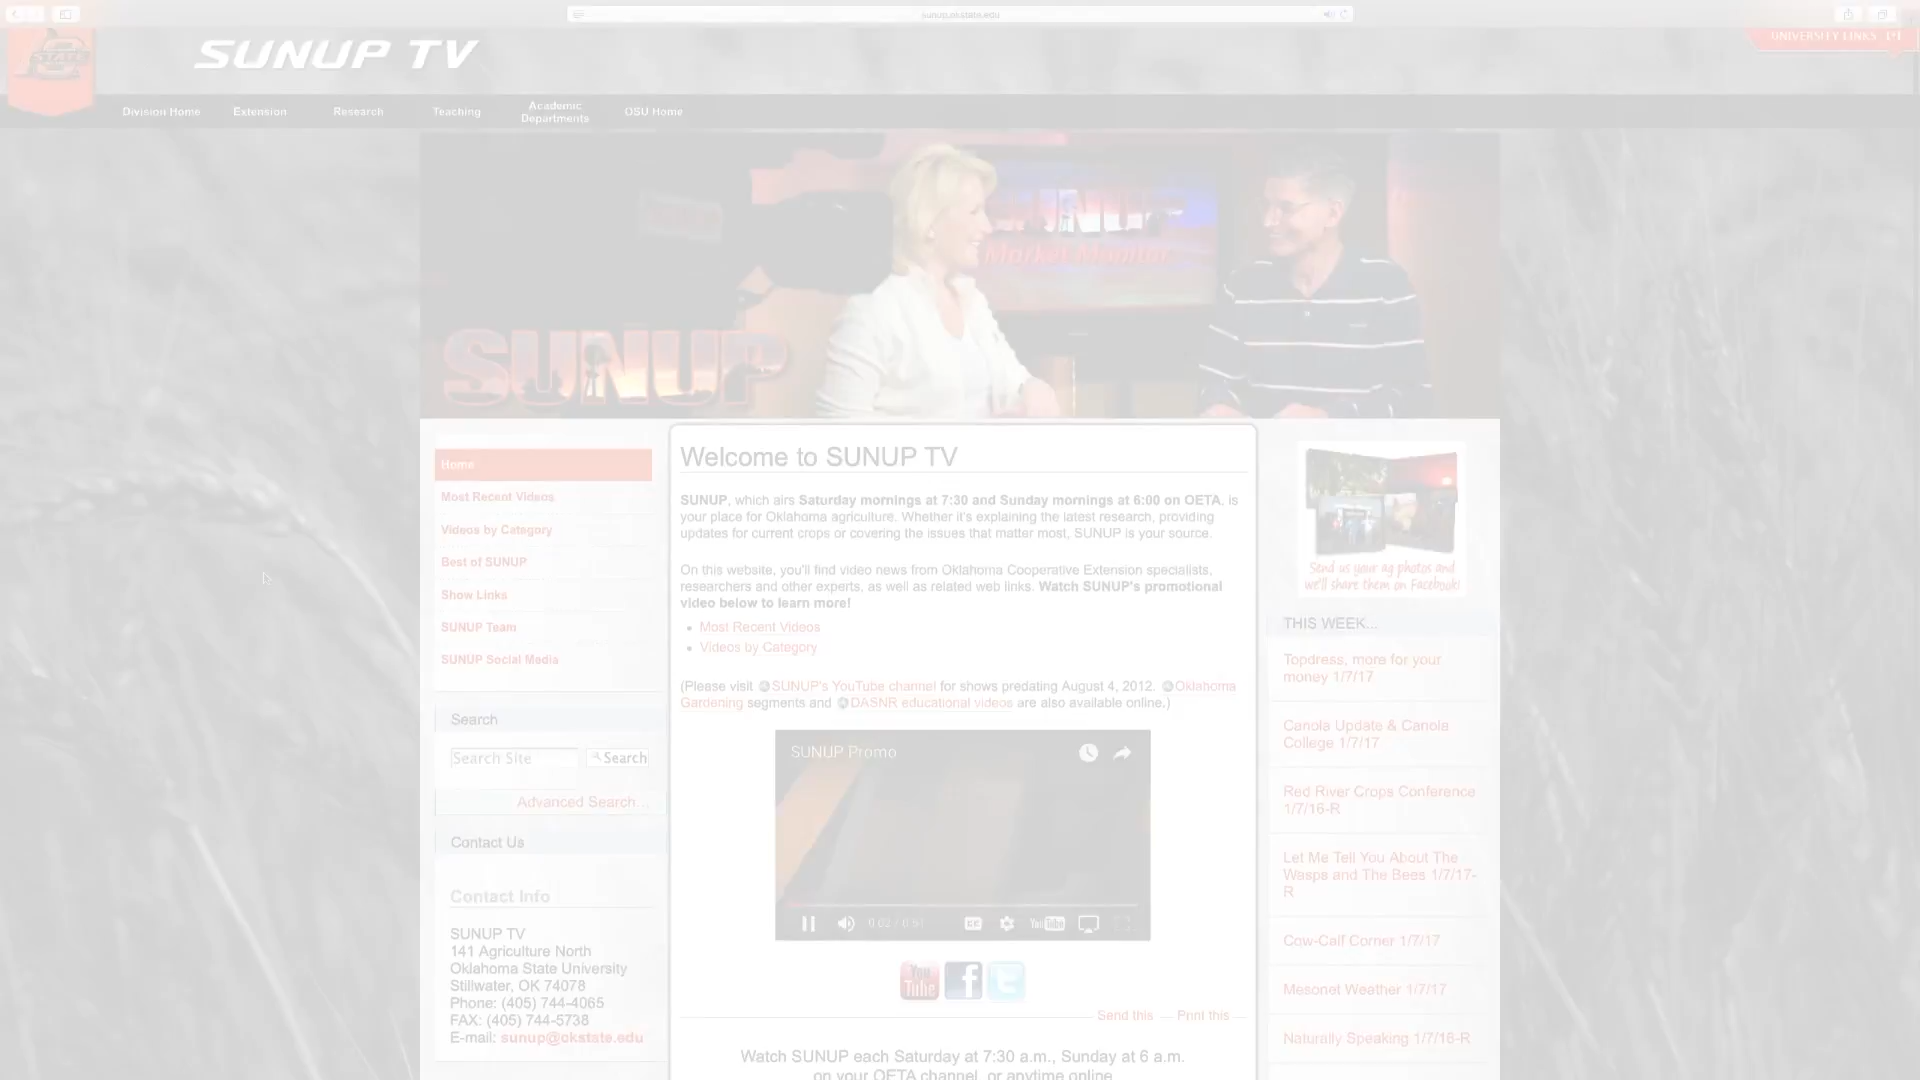 sunup.okstate.edu
SUNUP TV
UNIVERSITY LINKS [+]
Division Home
Extension
Research
Teaching
Academic
Departments
OSU Home
SUNUP
Market Monitor
SUNUP
Home
Most Recent Videos
Videos by Category
Best of SUNUP
Show Links
SUNUP Team
SUNUP Social Media
Search
Search Site
Search
Advanced Search...
Contact Us
Contact Info
SUNUP TV
141 Agriculture North
Oklahoma State University
Stillwater, OK 74078
Phone: (405) 744-4065
FAX: (405) 744-5738
E-mail: sunup@okstate.edu
Welcome to SUNUP TV
SUNUP, which airs Saturday mornings at 7:30 and Sunday mornings at 6:00 on OETA, is
your place for Oklahoma agriculture. Whether it's explaining the latest research, providing
updates for current crops or covering the issues that matter most, SUNUP is your source.
On this website, you'll find video news from Oklahoma Cooperative Extension specialists,
researchers and other experts, as well as related web links. Watch SUNUP's promotional
video below to learn more!
Most Recent Videos
Videos by Category
(Please visit SUNUP's YouTube channel for shows predating August 4, 2012. Oklahoma
Gardening segments and DASNR educational videos are also available online.)
SUNUP Promo
CC
YouTube
You
Tube
Send this
Print this
Watch SUNUP each Saturday at 7:30 a.m., Sunday at 6 a.m.
on your OETA channel, or anytime online
Send us your ag photos and
we'll share them on Facebook!
THIS WEEK...
Topdress, more for your
money 1/7/17
Canola Update & Canola
College 1/7/17
Red River Crops Conference
1/7/16-R
Let Me Tell You About The
Wasps and The Bees 1/7/17-
R
Cow-Calf Corner 1/7/17
Mesonet Weather 1/7/17
Naturally Speaking 1/7/16-R